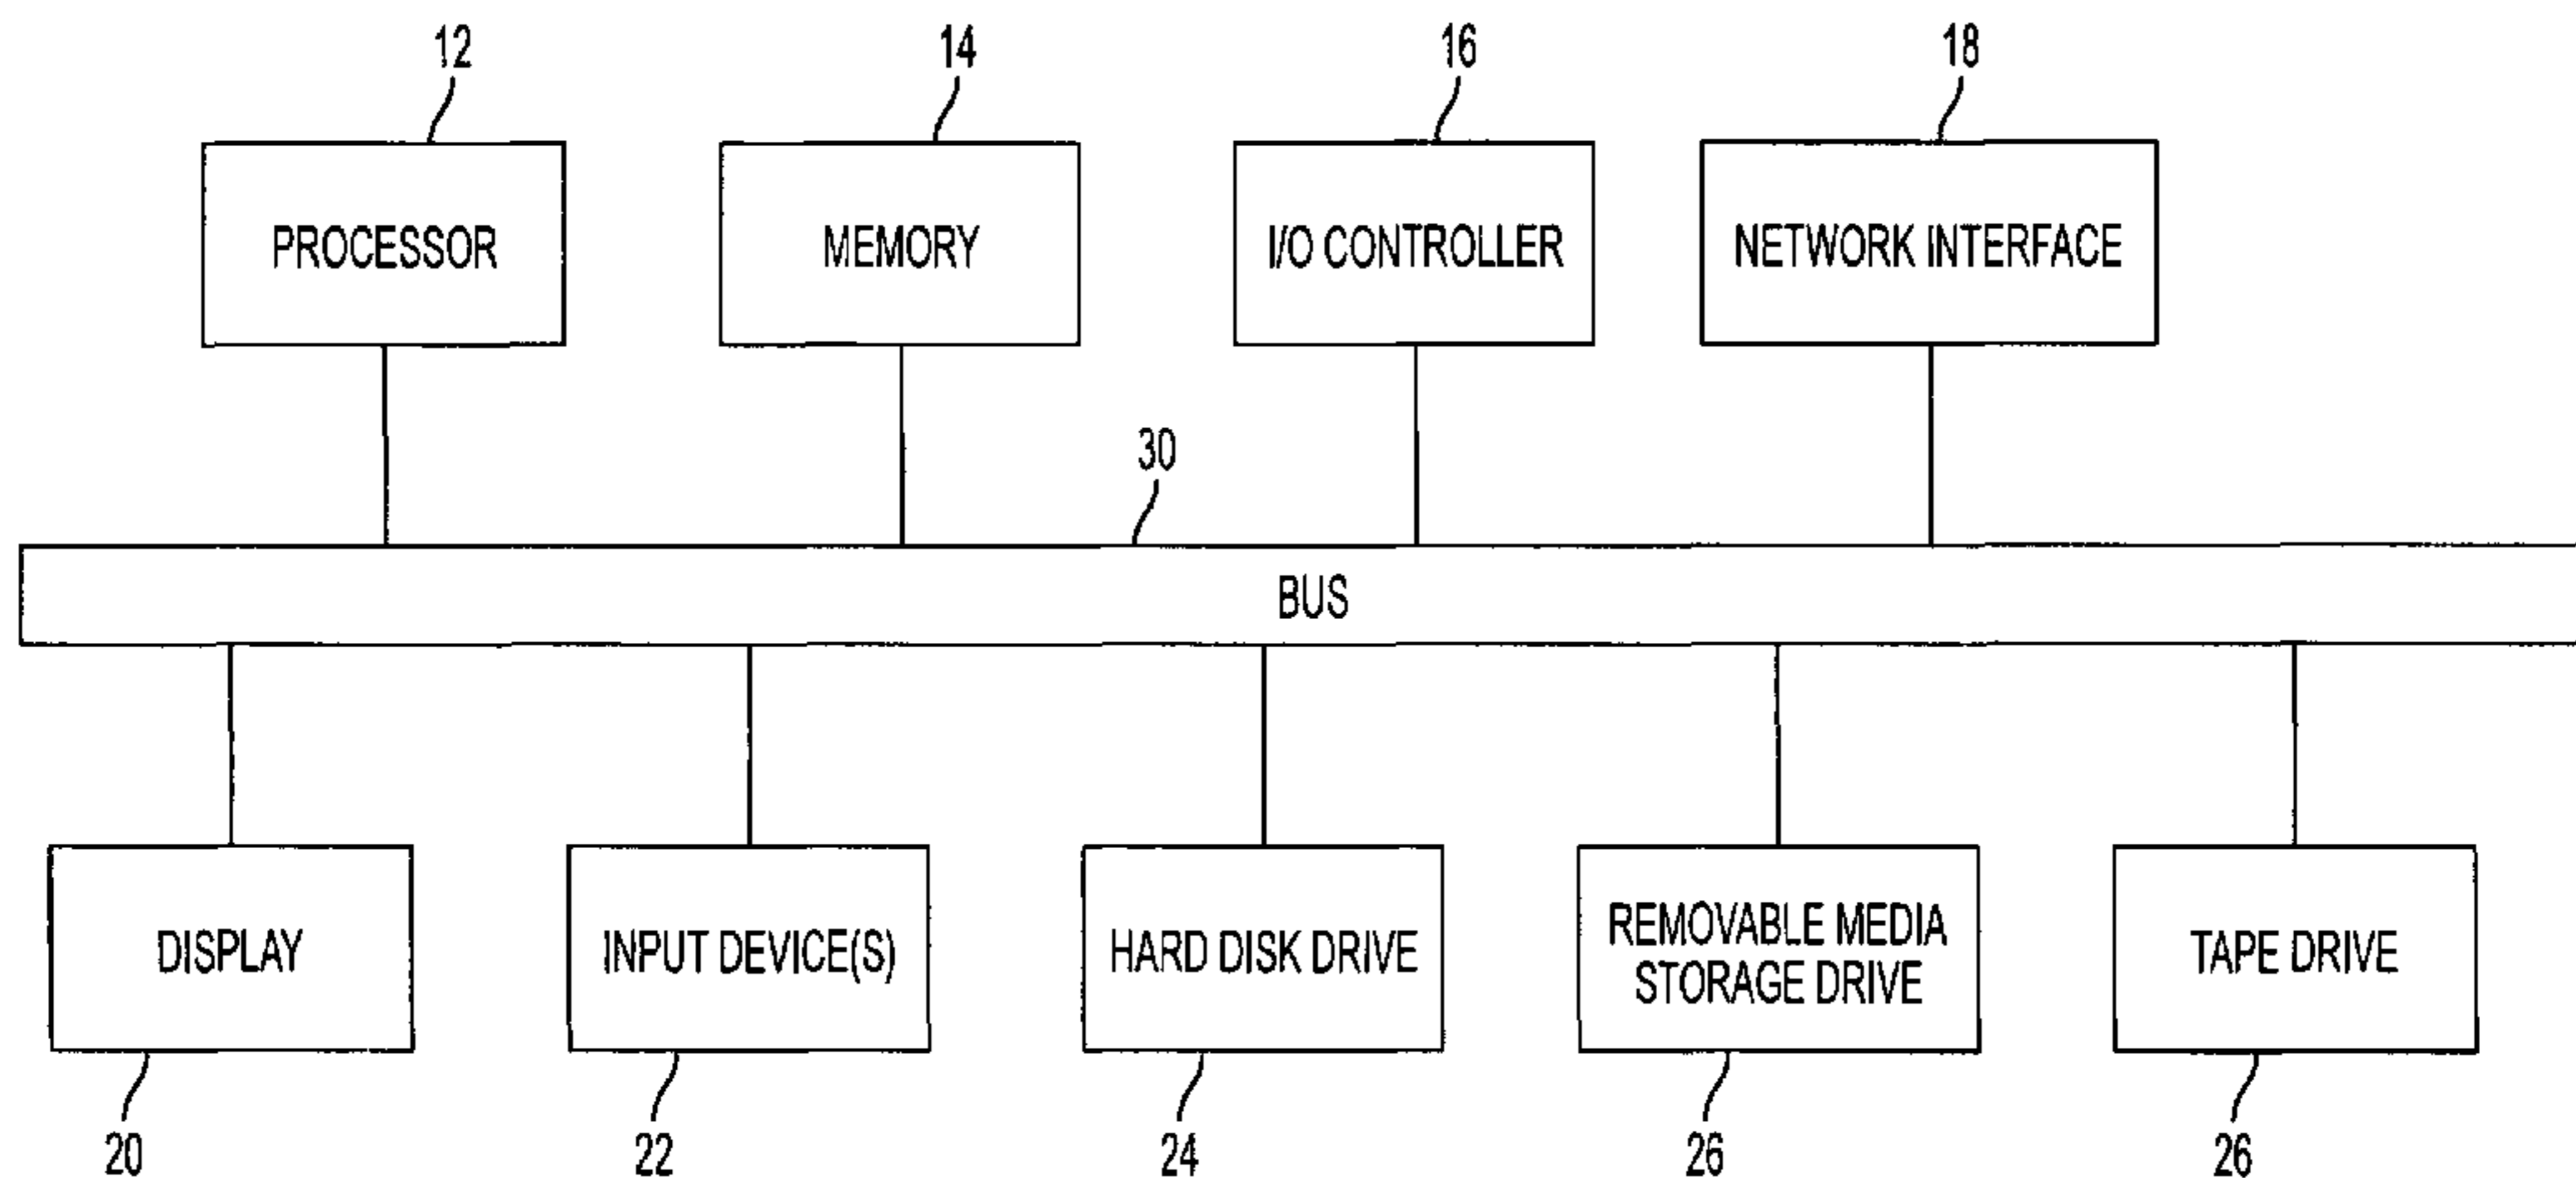 12
14
16
18
PROCESSOR
MEMORY
I/O CONTROLLER
NETWORK INTERFACE
30
BUS
DISPLAY
INPUT DEVICE(S)
HARD DISK DRIVE
REMOVABLE MEDIA
STORAGE DRIVE
TAPE DRIVE
20
22
24
26
26